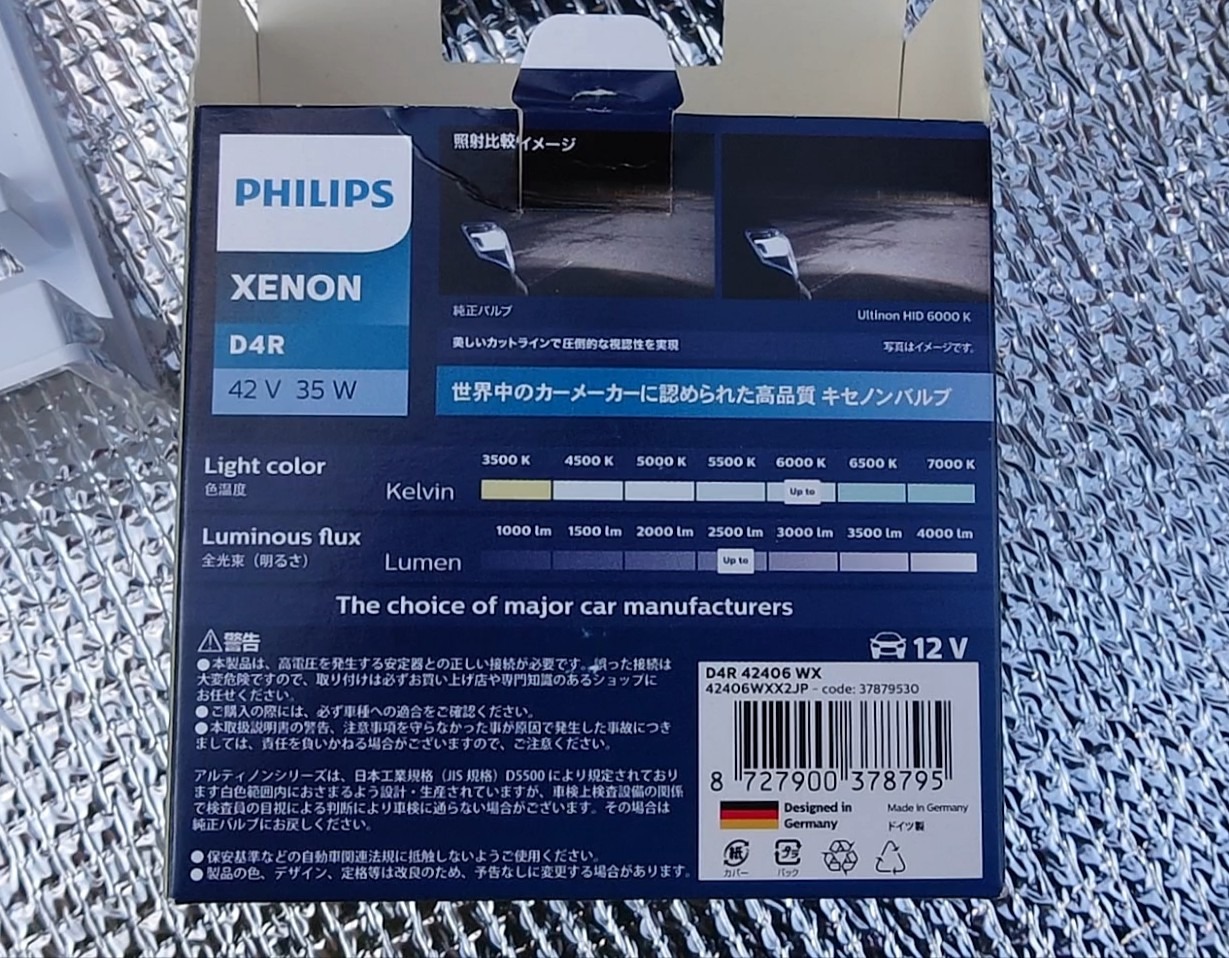 PHILIPS
XENON
D4R
42 V 35 W
照射比較イメージ
純正バルブ
Ultinon HID 6000 K
美しいカットラインで圧倒的な視認性を実現
写真はイメージです。
世界中のカーメーカーに認められた高品質 キセノンバルブ
Light color
色温度
Kelvin
3500 K 4500 K 5000 K 5500 K 6000 K 6500 K 7000 K
Up to
Luminous flux
全光束（明るさ）
Lumen
1000 lm 1500 lm 2000 lm 2500 lm 3000 lm 3500 lm 4000 lm
Up to
The choice of major car manufacturers
⚠警告
●本製品は、高電圧を発生する安定器との正しい接続が必要です。誤った接続は
大変危険ですので、取り付けは必ずお買い上げ店や専門知識のあるショップに
お任せください。
●ご購入の際には、必ず車種への適合をご確認ください。
●本取扱説明書の警告、注意事項を守らなかった事が原因で発生した事故につき
ましては、責任を負いかねる場合がございますので、ご注意ください。
アルティノンシリーズは、日本工業規格（JIS 規格）D5500 により規定されており
ます白色範囲内におさまるよう設計・生産されていますが、車検上検査設備の関係
で検査員の目視による判断により車検に通らない場合がございます。その場合は
純正バルブにお戻しください。
●保安基準などの自動車関連法規に抵触しないようご使用ください。
●製品の色、デザイン、定格等は改良のため、予告なしに変更する場合があります。
12 V
D4R 42406 WX
42406WXX2JP – code: 37879530
8 727900 378795
Designed in
Germany
Made in Germany
ドイツ製
紙
カバー
プラ
パック